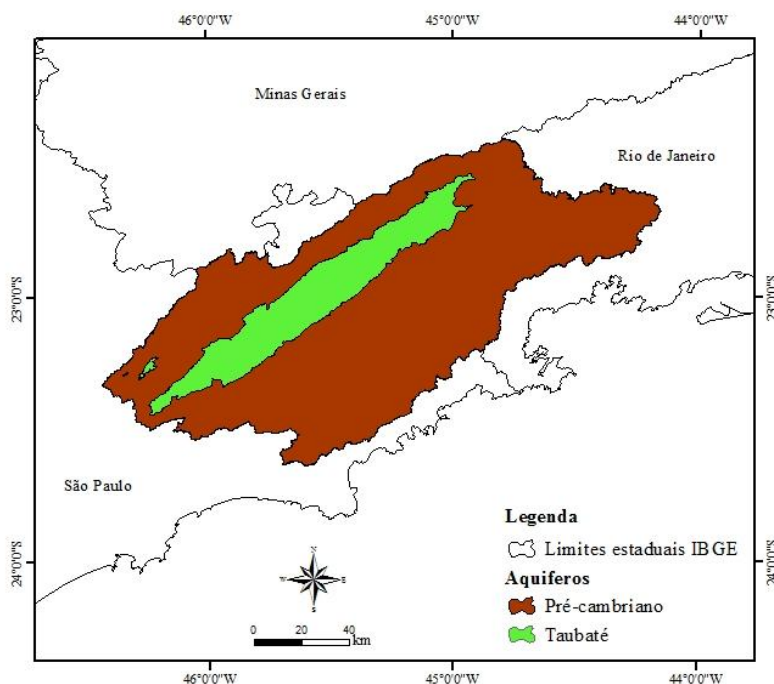 46°0'0"W 45°0'0"W 44°0'0"W
Minas Gerais
Rio de Janeiro
23°0'0"S 23°0'0"S
São Paulo
Legenda
Limites estaduais IBGE
Aquiferos
Pré-cambriano
Taubaté
24°0'0"S 24°0'0"S
N
W E
S
0 20 40
km
46°0'0"W 45°0'0"W 44°0'0"W